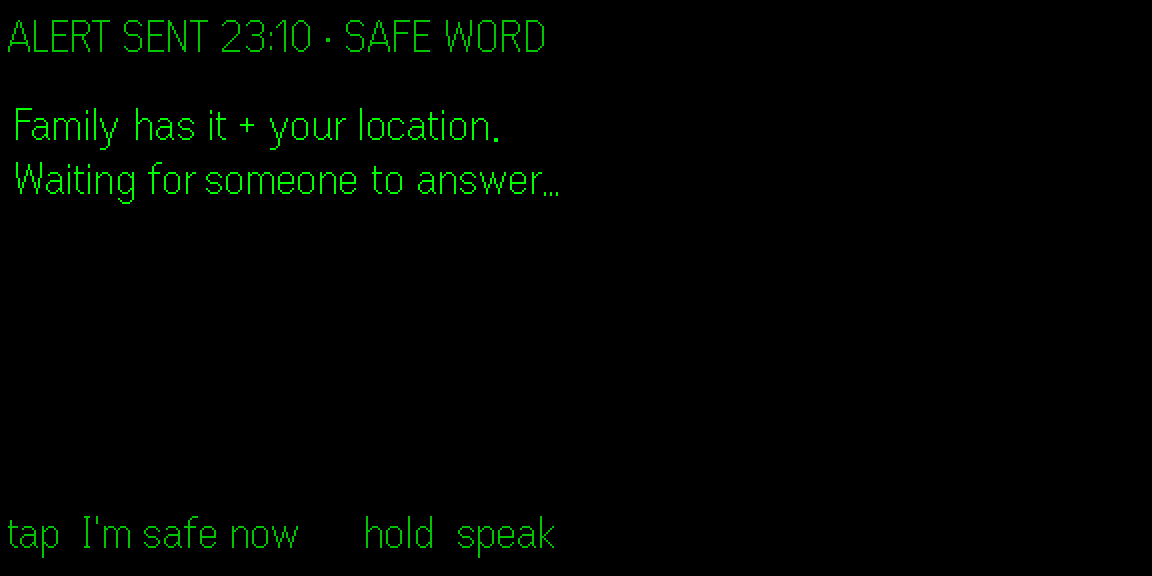 ALERT SENT 23:10 · SAFE WORD
Family has it + your location.
Waiting for someone to answer…
tap I'm safe now hold speak